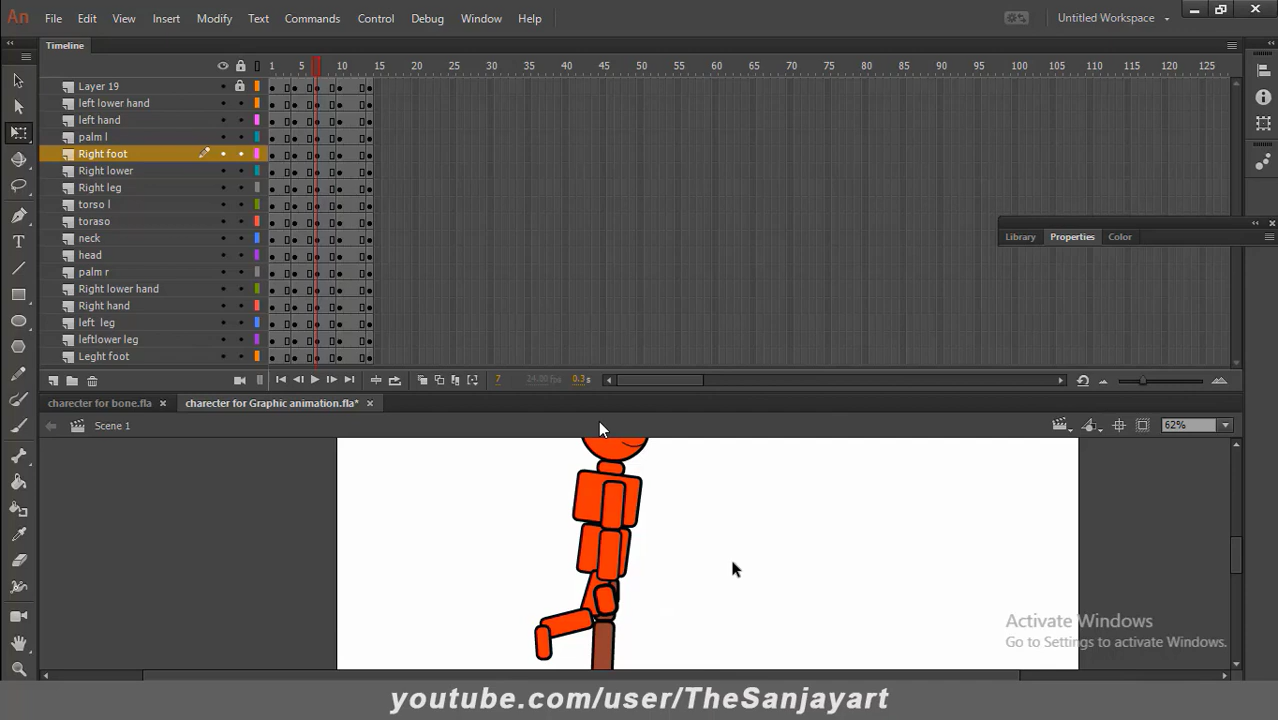 An File Edit View Insert Modify Text Commands Control Debug Window Help Untitled Workspace
Timeline
1 5 10 15 20 25 30 35 40 45 50 55 60 65 70 75 80 85 90 95 100 105 110 115 120 125
Layer 19
left lower hand
left hand
palm l
Right foot
Right lower
Right leg
torso l
toraso
neck
head
palm r
Right lower hand
Right hand
left leg
leftlower leg
Leght foot
Library Properties Color
7 24.00 fps 0.3s
charecter for bone.fla × charecter for Graphic animation.fla* ×
Scene 1 62%
Activate Windows
Go to Settings to activate Windows.
youtube.com/user/TheSanjayart